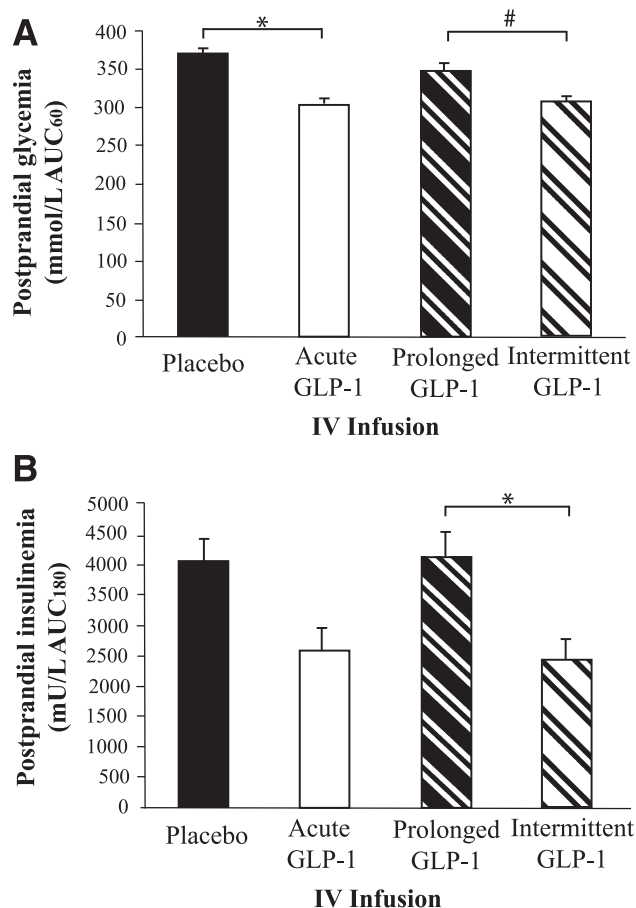 A
Postprandial glycemia
(mmol/L AUC60)
400
350
300
250
200
150
100
50
0
*
#
Placebo
Acute
GLP-1
Prolonged
GLP-1
Intermittent
GLP-1
IV Infusion
B
Postprandial insulinemia
(mU/L AUC180)
5000
4500
4000
3500
3000
2500
2000
1500
1000
500
0
*
Placebo
Acute
GLP-1
Prolonged
GLP-1
Intermittent
GLP-1
IV Infusion